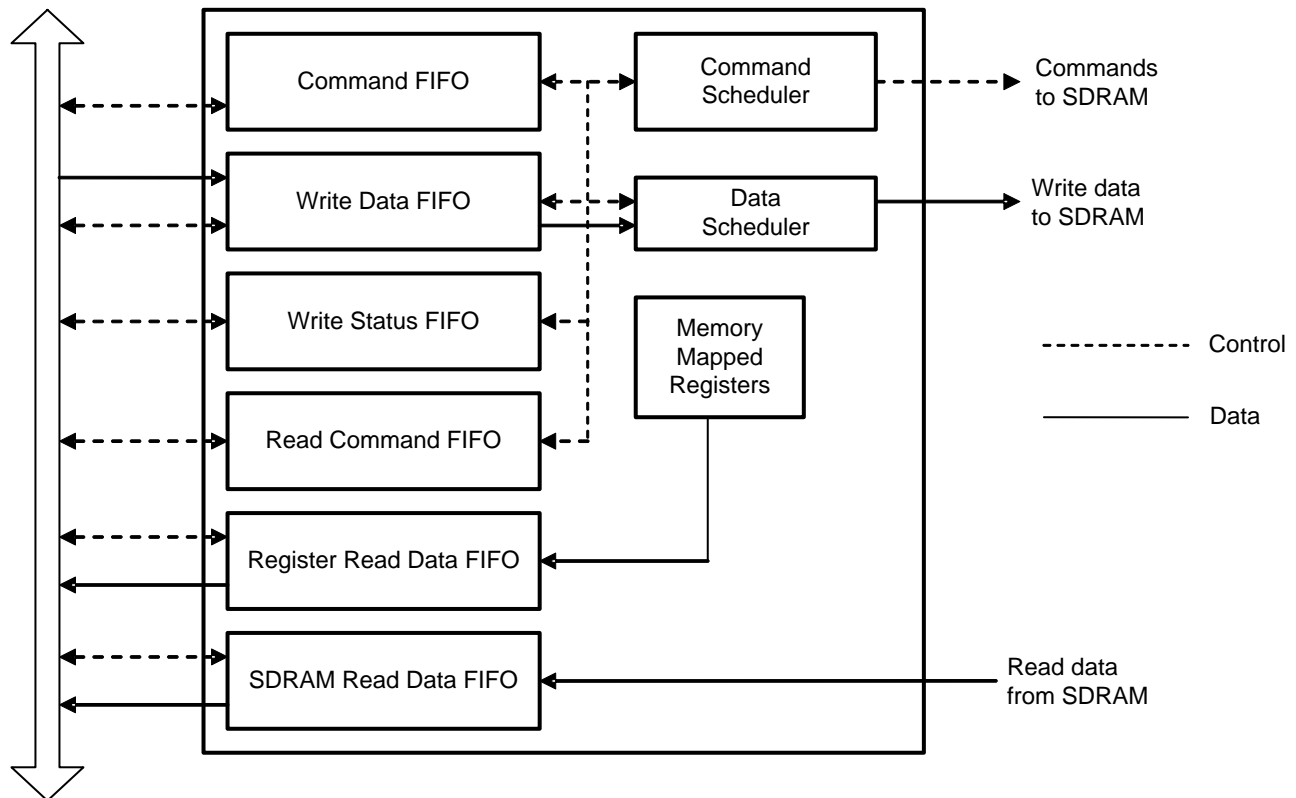 Command FIFO
Command
Scheduler
Commands
to SDRAM
Write Data FIFO
Data
Scheduler
Write data
to SDRAM
Write Status FIFO
Memory
Mapped
Registers
Control
Data
Read Command FIFO
Register Read Data FIFO
SDRAM Read Data FIFO
Read data
from SDRAM